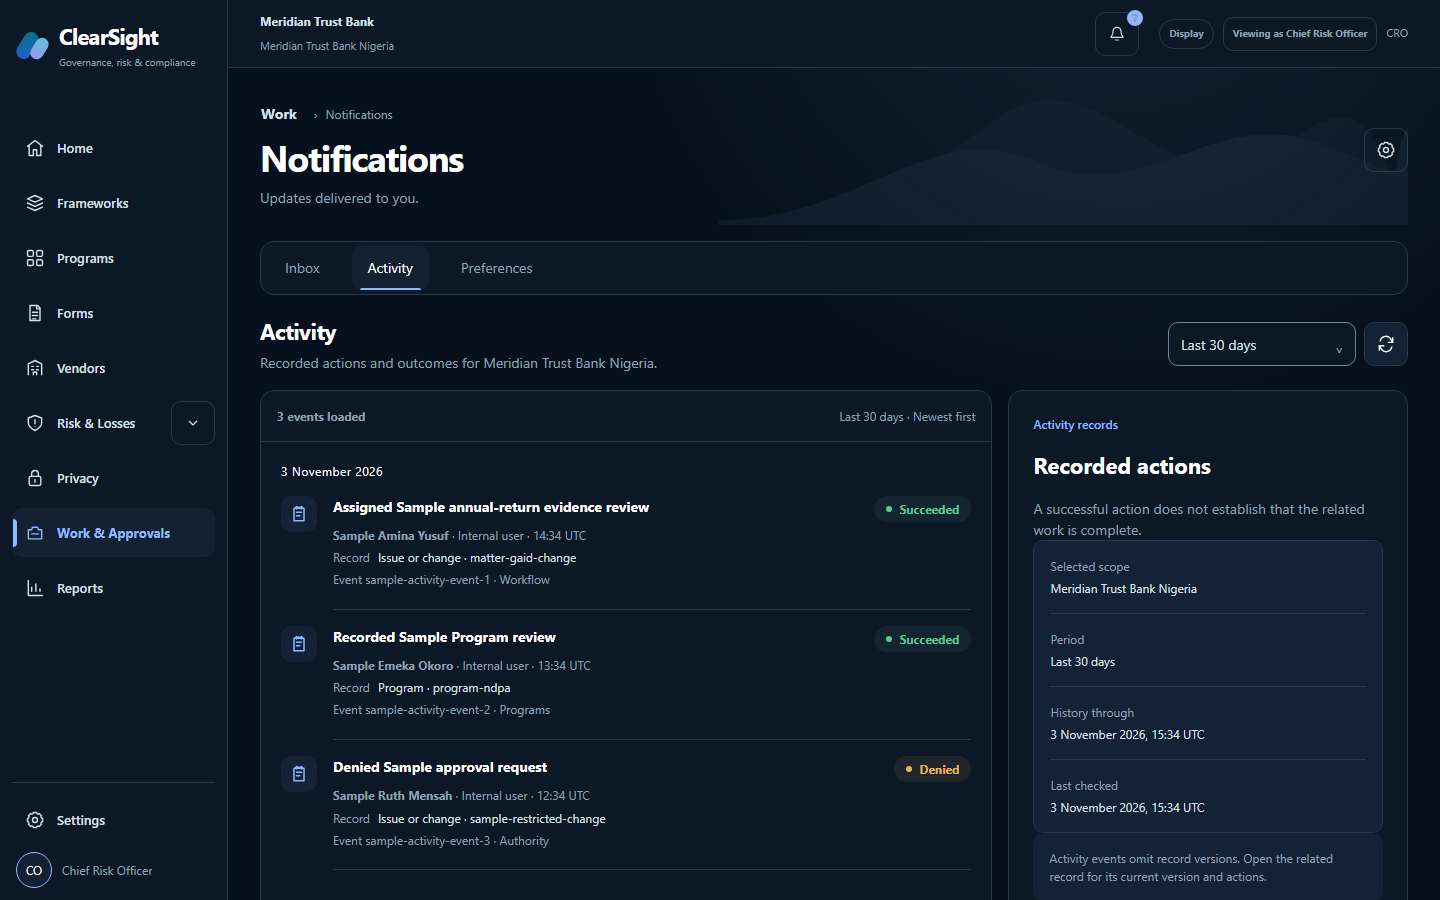 ClearSight
Governance, risk & compliance
Meridian Trust Bank
Meridian Trust Bank Nigeria
Display
Viewing as Chief Risk Officer
CRO
Home
Frameworks
Programs
Forms
Vendors
Risk & Losses
Privacy
Work & Approvals
Reports
Settings
CO
Chief Risk Officer
Work › Notifications
Notifications
Updates delivered to you.
Inbox
Activity
Preferences
Activity
Recorded actions and outcomes for Meridian Trust Bank Nigeria.
Last 30 days
3 events loaded
Last 30 days · Newest first
3 November 2026
Assigned Sample annual-return evidence review
Succeeded
Sample Amina Yusuf · Internal user · 14:34 UTC
Record Issue or change · matter-gaid-change
Event sample-activity-event-1 · Workflow
Recorded Sample Program review
Succeeded
Sample Emeka Okoro · Internal user · 13:34 UTC
Record Program · program-ndpa
Event sample-activity-event-2 · Programs
Denied Sample approval request
Denied
Sample Ruth Mensah · Internal user · 12:34 UTC
Record Issue or change · sample-restricted-change
Event sample-activity-event-3 · Authority
Activity records
Recorded actions
A successful action does not establish that the related
work is complete.
Selected scope
Meridian Trust Bank Nigeria
Period
Last 30 days
History through
3 November 2026, 15:34 UTC
Last checked
3 November 2026, 15:34 UTC
Activity events omit record versions. Open the related
record for its current version and actions.